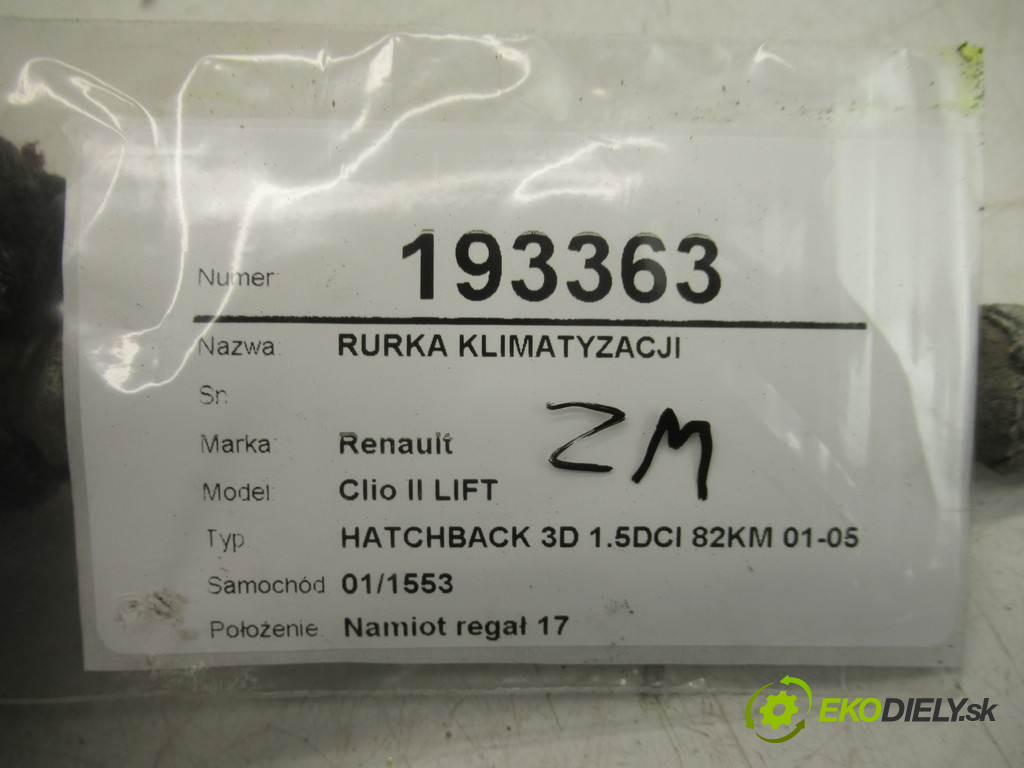 Numer 193363
Nazwa: RURKA KLIMATYZACJI
Sn
Marka: Renault
Model: Clio II LIFT
Typ HATCHBACK 3D 1.5DCI 82KM 01-05
Samochód 01/1553
Położenie Namiot regał 17
ZM
EKODIELY.sk